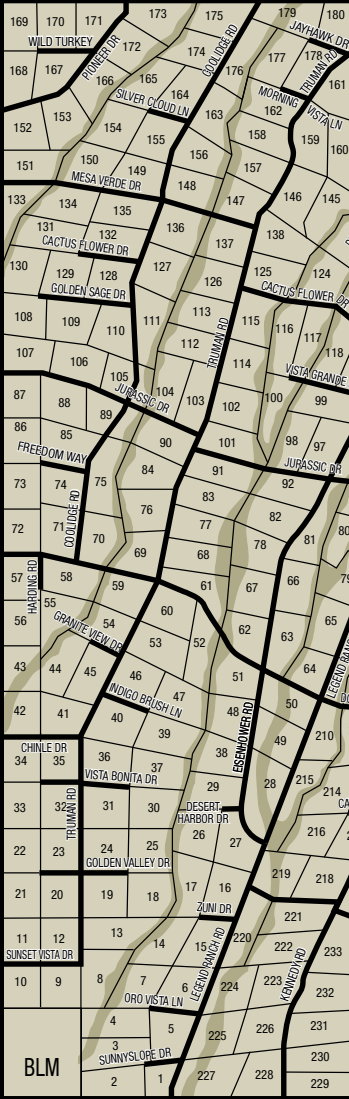 169 170 171 173 175 179 180
WILD TURKEY
PIONEER DR
172 174
COOLIDGE RD
JAYHAWK DR
177 178
TRUMAN RD
168 167 166 165 164 176 161
SILVER CLOUD LN
MORNING VISTA LN
152 153 154 163 162
155 158 159 160
151 150 149 156 157
MESA VERDE DR
148 147 146 145
133 134 135
131 132 136 137 138
CACTUS FLOWER DR
130 129 128 127 126 125 124
GOLDEN SAGE DR
CACTUS FLOWER DR
108 109 110 111 113 115 116 117
TRUMAN RD
112 114 118
107 106 105 104 103 102 100
VISTA GRANDE
99
JURASSIC DR
87 88 89
86 85 90 101 98 97
FREEDOM WAY
JURASSIC DR
73 74 75 84 91 92
83 82
COOLIDGE RD
72 71 70 76 77 78 81 80
69 68
57 58 59 61 67 66 79
HARDING RD
55 60
56 54 53 52 62 63 65
GRANITE VIEW DR
43 44 45 46 47 51 64
LEGEND RANCH RD
INDIGO BRUSH LN
42 41 40 39 48 50
EISENHOWER RD
CHINLE DR
49 210
34 35 36 37 38
VISTA BONITA DR
33 32 31 30 29 28 215 214
TRUMAN RD
DESERT
HARBOR DR
22 23 24 25 26 27 216
GOLDEN VALLEY DR
21 20 19 18 17 16 219 218
ZUNI DR
221
11 12 13 14 15 220 222 233
SUNSET VISTA DR
LEGEND RANCH RD
KENNEDY RD
10 9 8 7 6 224 223 232
ORO VISTA LN
4 5 225 226 231
3
SUNNYSLOPE DR
BLM
2 1 227 228 230
229